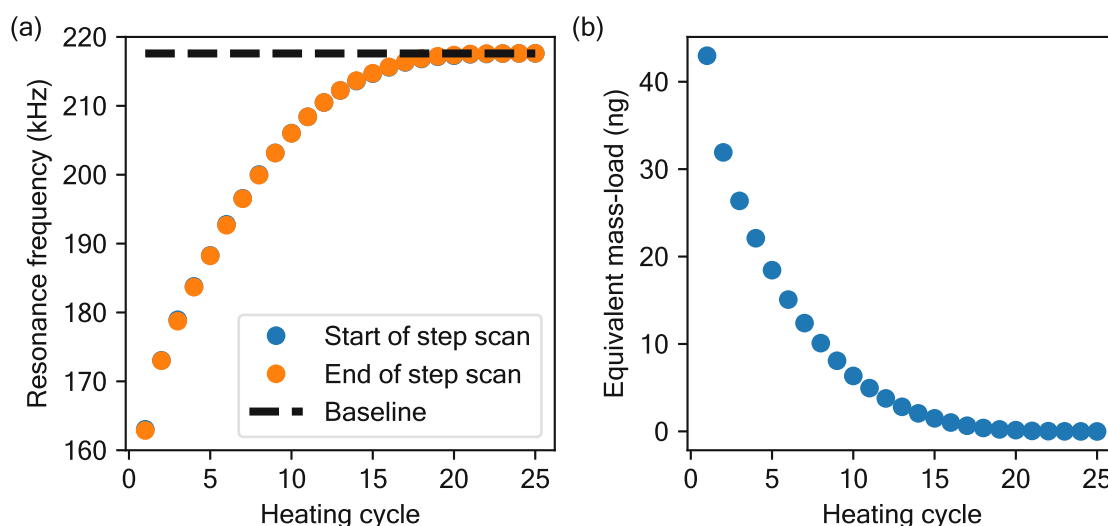 (a)
220
210
200
190
180
170
160
Resonance frequency (kHz)
Start of step scan
End of step scan
Baseline
0 5 10 15 20 25
Heating cycle
(b)
40
30
20
10
0
Equivalent mass-load (ng)
0 5 10 15 20 25
Heating cycle